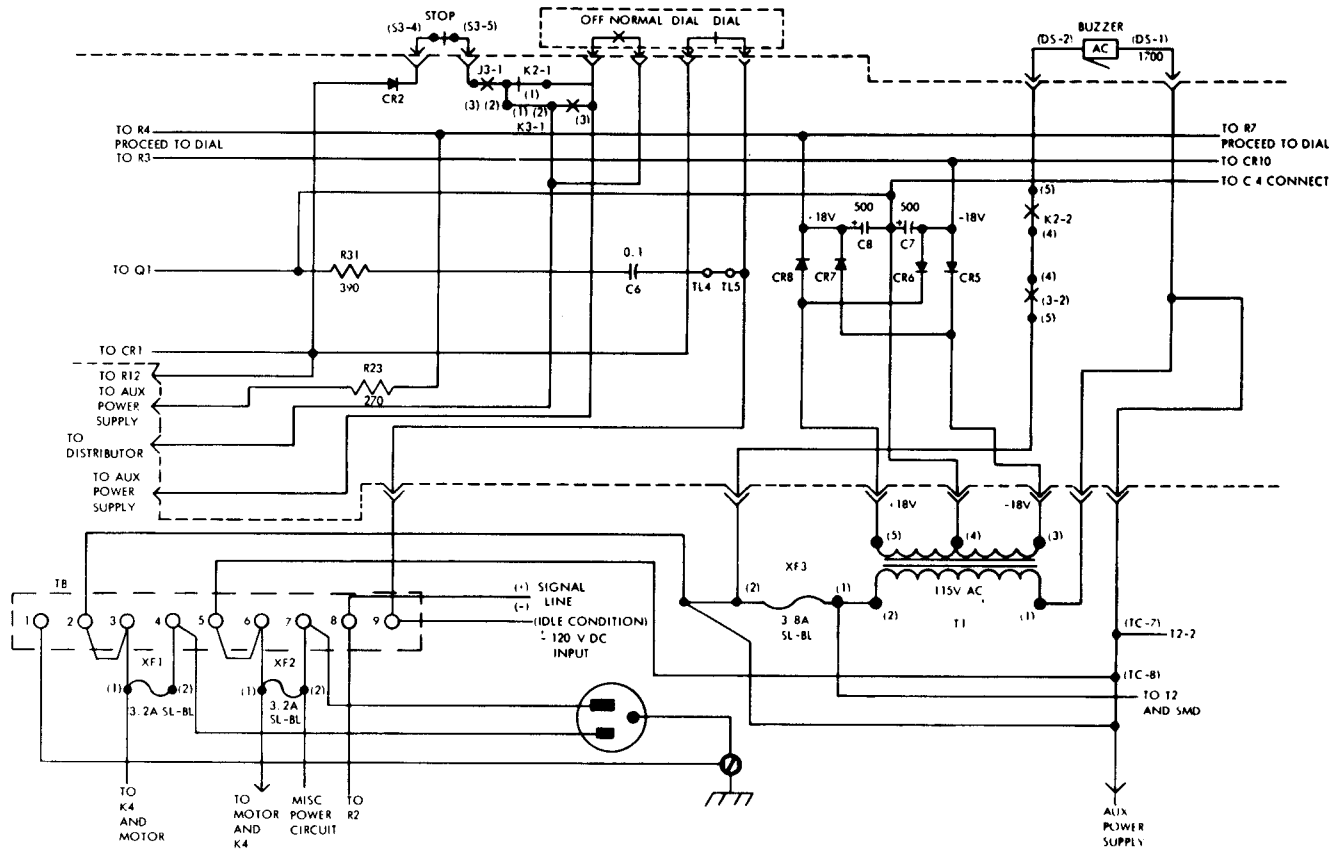 STOP
(S3-4) (S3-5)
OFF NORMAL DIAL DIAL
BUZZER
(DS-2) AC (DS-1)
1700
CR2
J3-1 K2-1
(1)
(3) (2) (1) (2) (3)
K3-1
TO R4
PROCEED TO DIAL
TO R3
TO R7
PROCEED TO DIAL
TO CR10
TO C 4 CONNECT
(5)
K2-2
(4)
(4)
(3-2)
(5)
500 500
+18V + + -18V
C8 C7
CR8 CR7 CR6 CR5
TO Q1
R31
390
0.1
C6
TL4 TL5
TO CR1
TO R12
TO AUX
POWER
SUPPLY
R23
270
TO
DISTRIBUTOR
TO AUX
POWER
SUPPLY
+18V -18V
(5) (4) (3)
XF3
(2) (1)
3 8A
SL-BL
115V AC
(2) T1 (1)
TB
1 2 3 4 5 6 7 8 9
(+) SIGNAL
(-) LINE
(IDLE CONDITION)
120 V DC
INPUT
XF1
(1) (2)
3.2A SL-BL
XF2
(1) (2)
3.2A
SL-BL
(TC-7)
T2-2
(TC-8)
TO T2
AND SMD
TO
K4
AND
MOTOR
TO
MOTOR
AND
K4
MISC
POWER
CIRCUIT
TO
R2
AUX
POWER
SUPPLY